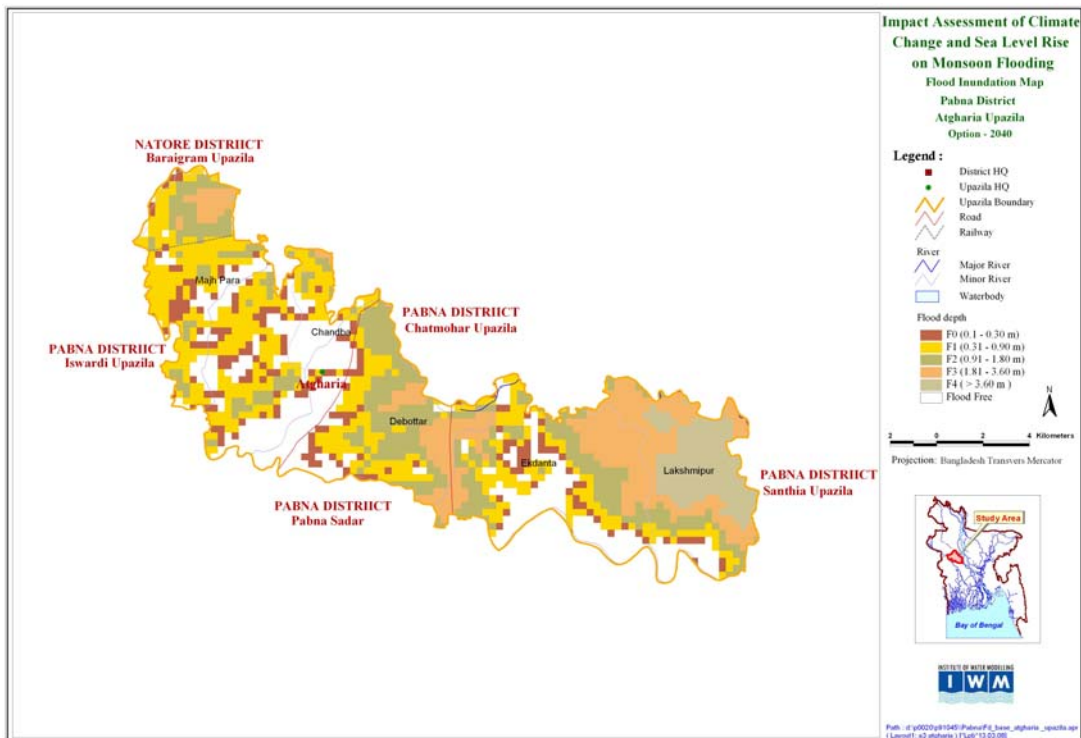 Impact Assessment of Climate
Change and Sea Level Rise
on Monsoon Flooding
Flood Inundation Map
Pabna District
Atgharia Upazila
Option - 2040
Legend :
District HQ
Upazila HQ
Upazila Boundary
Road
Railway
River
Major River
Minor River
Waterbody
Flood depth
F0 (0.1 - 0.30 m)
F1 (0.31 - 0.90 m)
F2 (0.91 - 1.80 m)
F3 (1.81 - 3.60 m)
F4 ( > 3.60 m )
Flood Free
N
2 0 2 4 Kilometers
Projection: Bangladesh Transvers Mercator
Study Area
Bay of Bengal
INSTITUTE OF WATER MODELLING
IWM
NATORE DISTRIICT
Baraigram Upazila
Majh Para
PABNA DISTRIICT
Chatmohar Upazila
Chandba
PABNA DISTRIICT
Iswardi Upazila
Atgharia
Debottar
Ekdanta
Lakshmipur
PABNA DISTRIICT
Santhia Upazila
PABNA DISTRIICT
Pabna Sadar